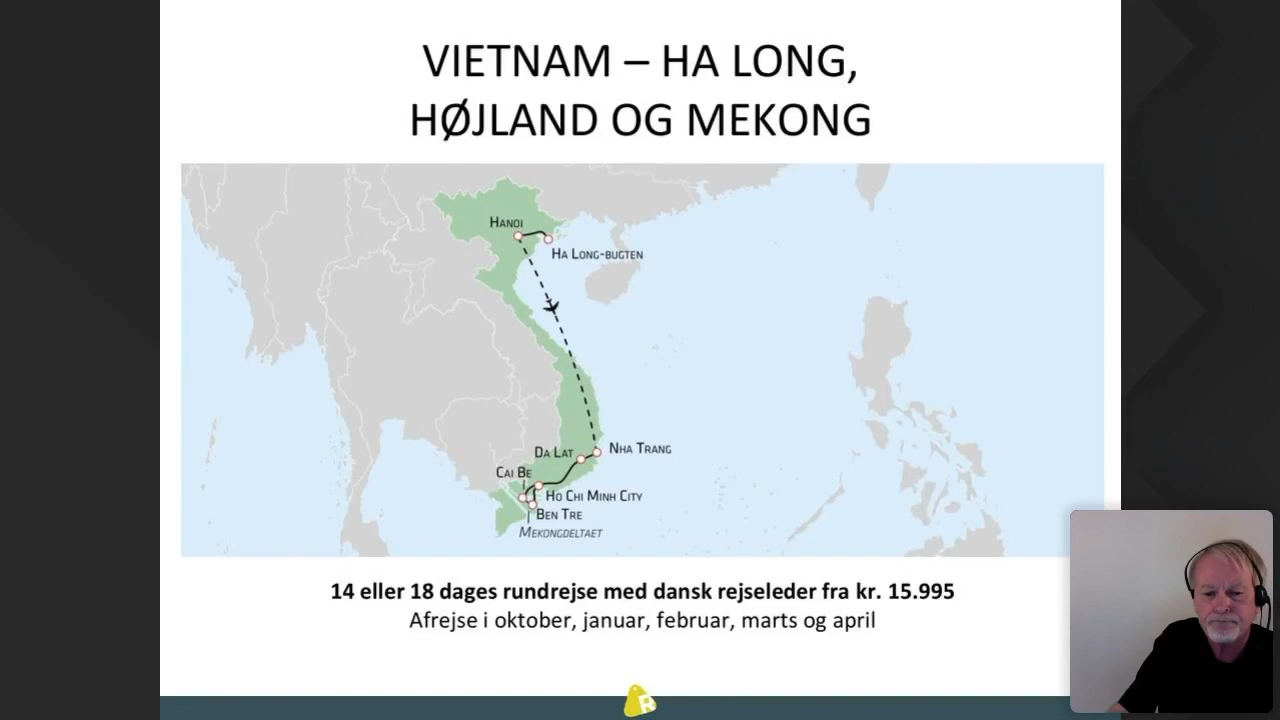 VIETNAM – HA LONG,
HØJLAND OG MEKONG
HANOI
HA LONG-BUGTEN
NHA TRANG
DA LAT
CAI BE
HO CHI MINH CITY
BEN TRE
MEKONGDELTAET
14 eller 18 dages rundrejse med dansk rejseleder fra kr. 15.995
Afrejse i oktober, januar, februar, marts og april
R